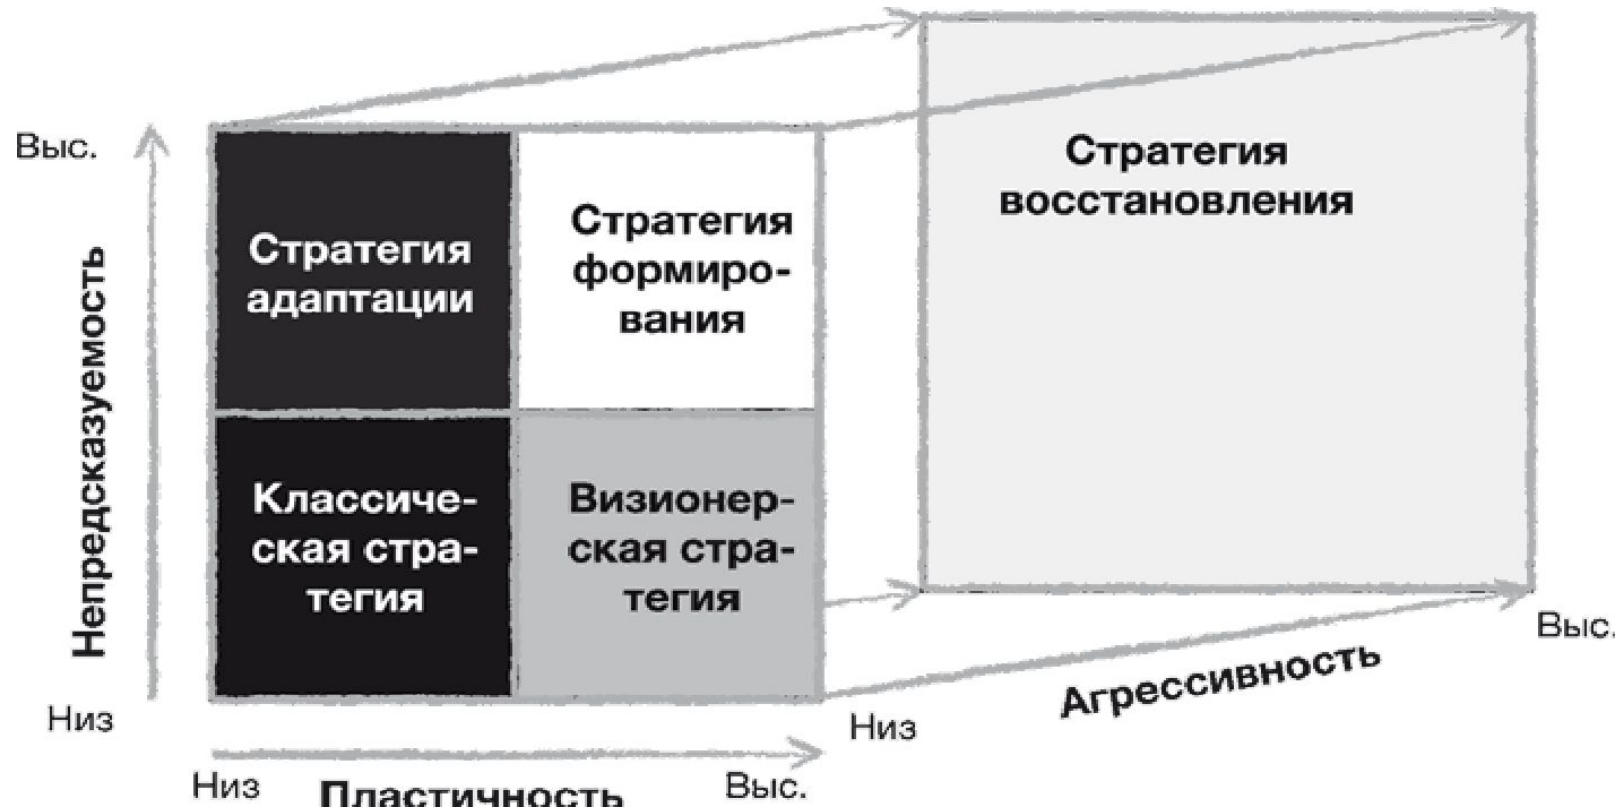 Выс.
Непредсказуемость
Низ
Стратегия
адаптации
Стратегия
формиро-
вания
Классиче-
ская стра-
тегия
Визионер-
ская стра-
тегия
Стратегия
восстановления
Низ
Пластичность
Выс.
Низ
Агрессивность
Выс.